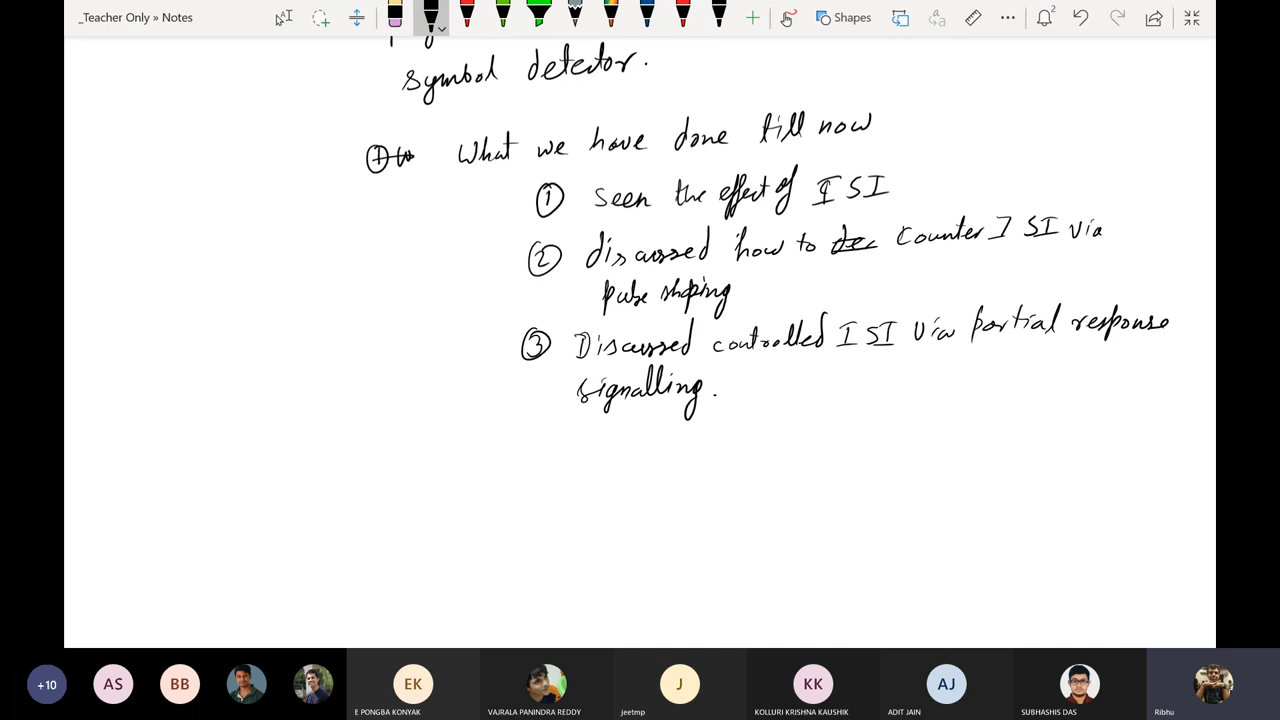 _Teacher Only » Notes
Shapes
symbol detector.
What we have done till now
① Seen the effect of ISI
② discussed how to counter ISI via
pulse shaping
③ Discussed controlled ISI via partial response
signalling.
+10 AS BB EK J KK AJ
E PONGBA KONYAK VAJRALA PANINDRA REDDY jeetmp KOLLURI KRISHNA KAUSHIK ADIT JAIN SUBHASHIS DAS Ribhu